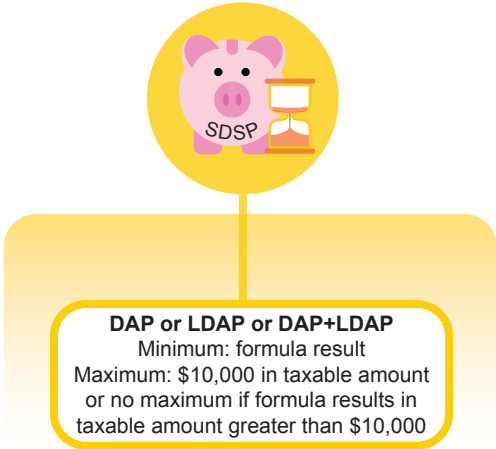 SDSP
DAP or LDAP or DAP+LDAP
Minimum: formula result
Maximum: $10,000 in taxable amount
or no maximum if formula results in
taxable amount greater than $10,000